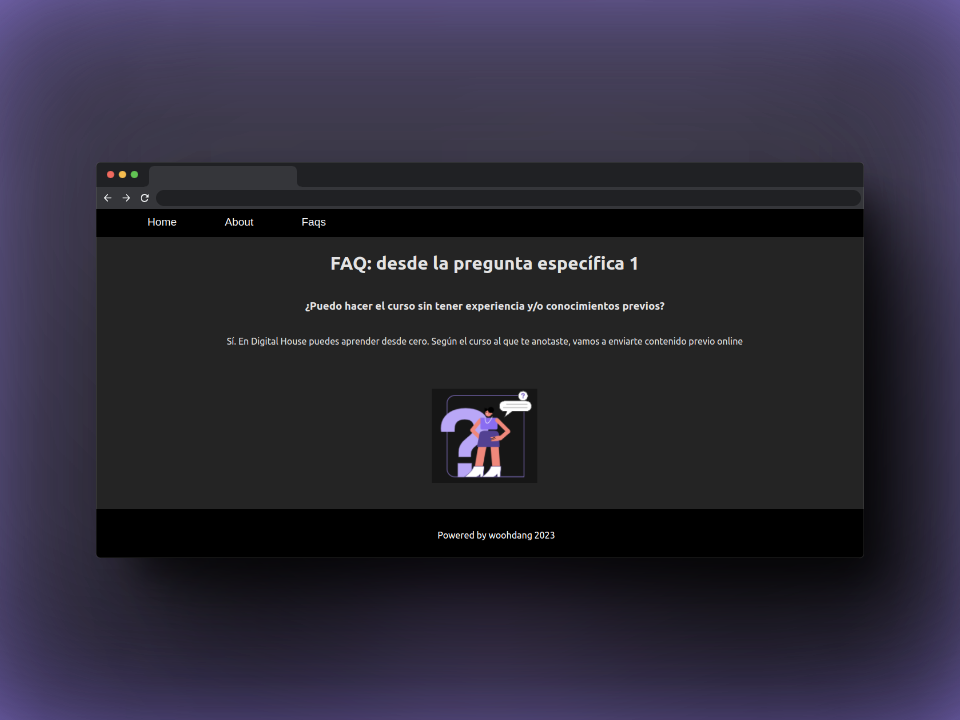 Home About Faqs
FAQ: desde la pregunta específica 1
¿Puedo hacer el curso sin tener experiencia y/o conocimientos previos?
Sí. En Digital House puedes aprender desde cero. Según el curso al que te anotaste, vamos a enviarte contenido previo online
?
?
Powered by woohdang 2023